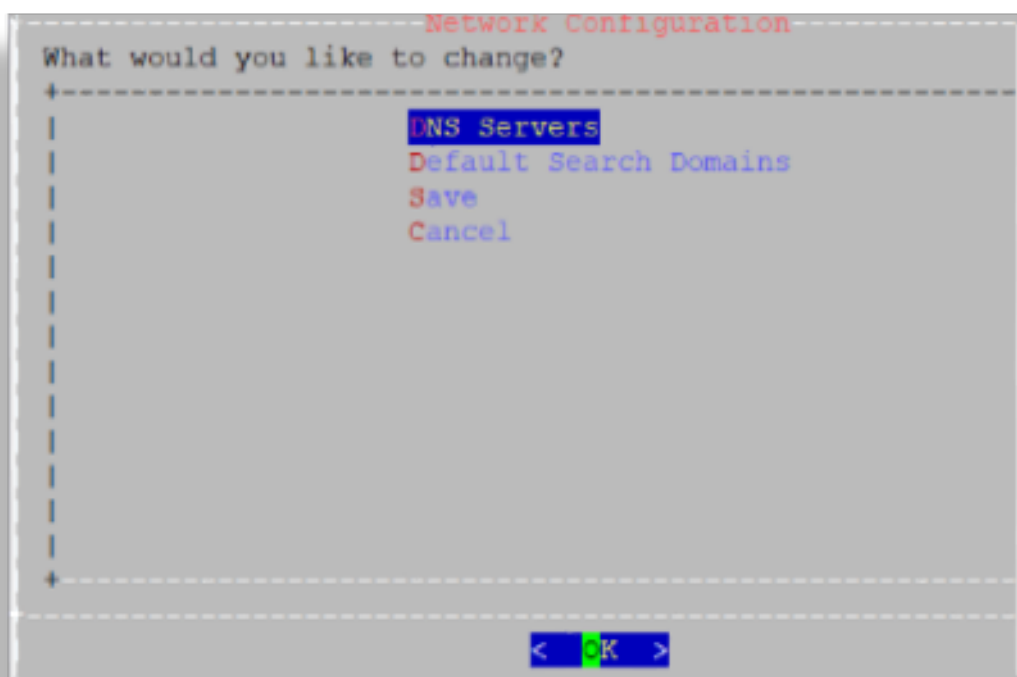 Network Configuration
What would you like to change?
DNS Servers
Default Search Domains
Save
Cancel
< OK >